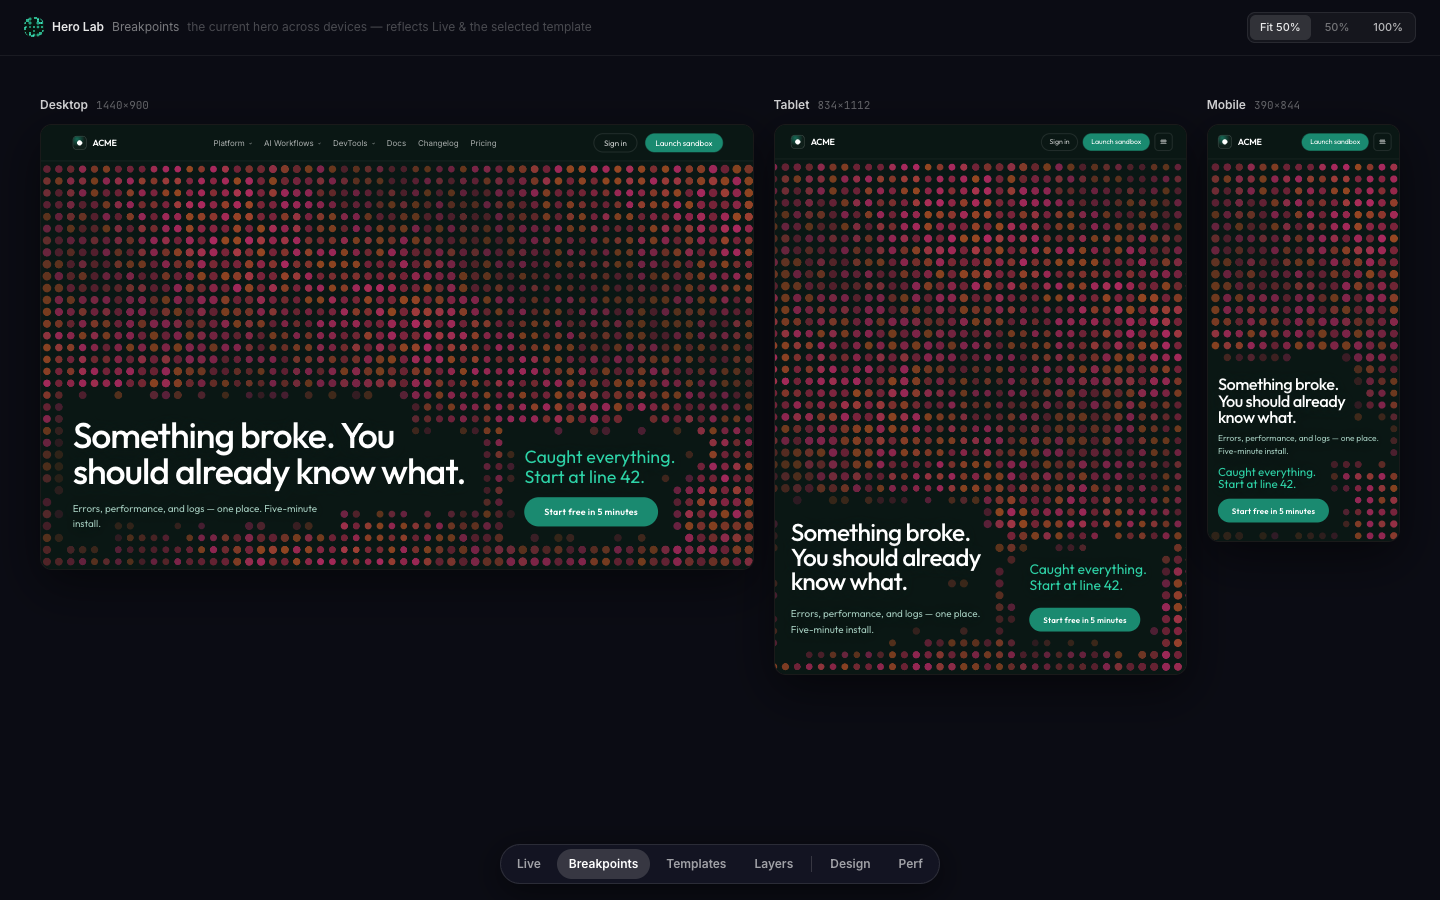 Hero Lab Breakpoints the current hero across devices — reflects Live & the selected template
Fit 50% 50% 100%
Desktop 1440×900
ACME
Platform AI Workflows DevTools Docs Changelog Pricing
Sign in Launch sandbox
Something broke. You
should already know what.
Errors, performance, and logs — one place. Five-minute
install.
Caught everything.
Start at line 42.
Start free in 5 minutes
Tablet 834×1112
ACME
Sign in Launch sandbox
Something broke.
You should already
know what.
Errors, performance, and logs — one place.
Five-minute install.
Caught everything.
Start at line 42.
Start free in 5 minutes
Mobile 390×844
ACME
Launch sandbox
Something broke.
You should already
know what.
Errors, performance, and logs — one place.
Five-minute install.
Caught everything.
Start at line 42.
Start free in 5 minutes
Live Breakpoints Templates Layers Design Perf